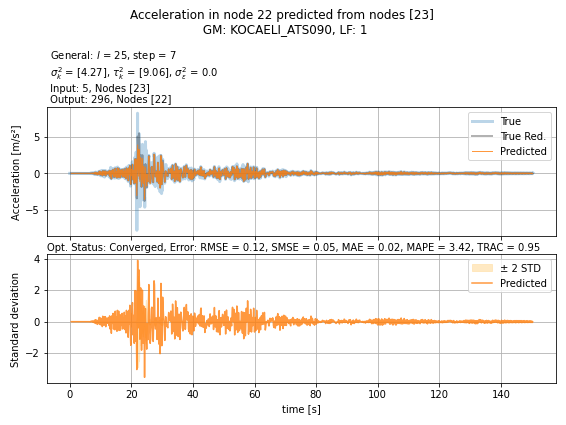 Acceleration in node 22 predicted from nodes [23]
GM: KOCAELI_ATS090, LF: 1
General: l = 25, step = 7
σ²ₖ = [4.27], τ²ₖ = [9.06], σ²ε = 0.0
Input: 5, Nodes [23]
Output: 296, Nodes [22]
Acceleration [m/s²]
5
0
−5
True
True Red.
Predicted
Opt. Status: Converged, Error: RMSE = 0.12, SMSE = 0.05, MAE = 0.02, MAPE = 3.42, TRAC = 0.95
Standard deviation
4
2
0
−2
± 2 STD
Predicted
0 20 40 60 80 100 120 140
time [s]